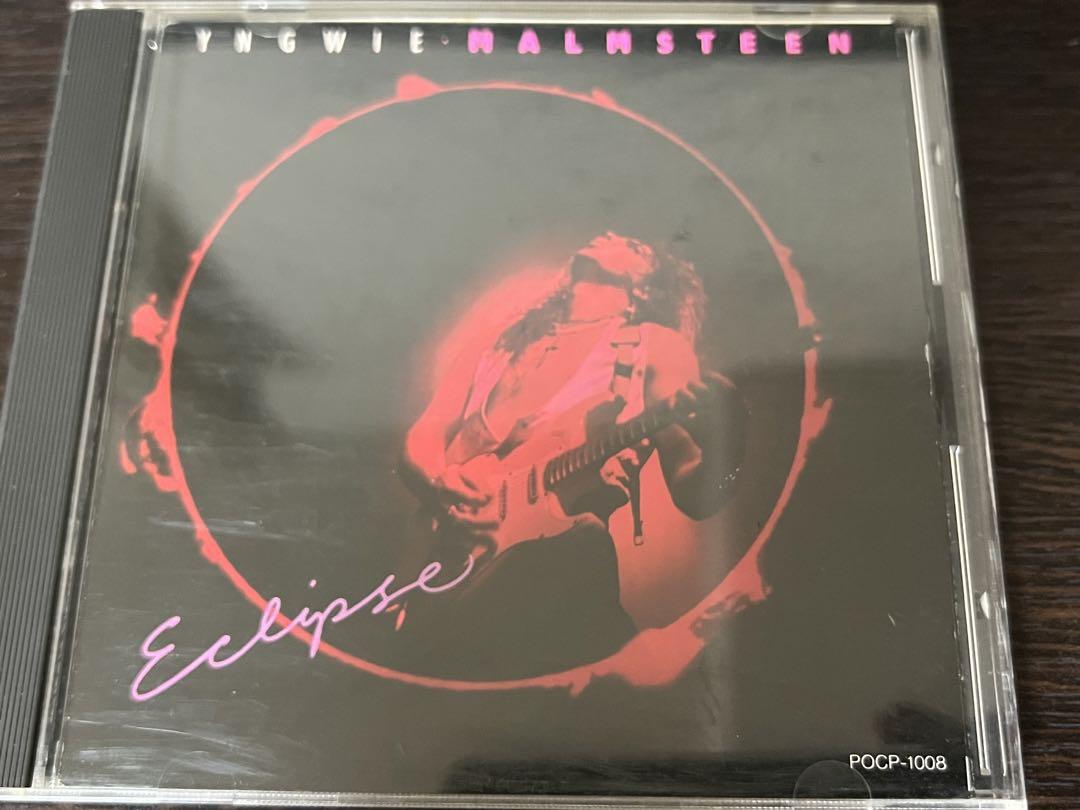 YNGWIE MALMSTEEN
Eclipse
POCP-1008